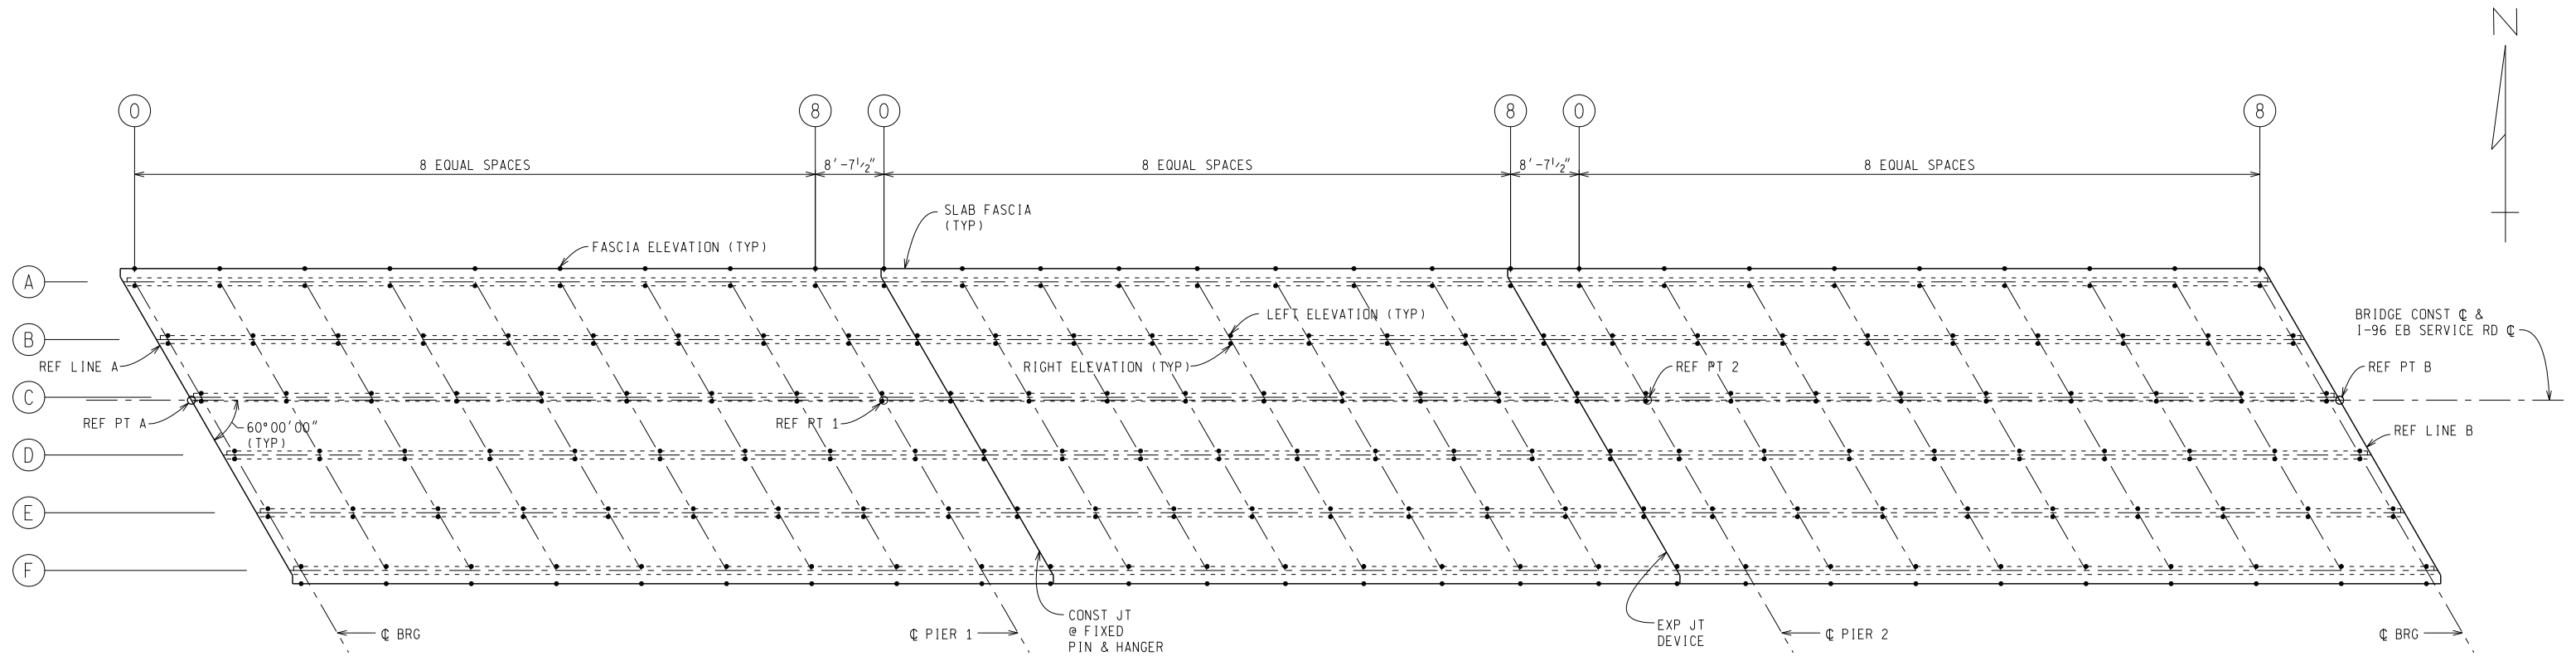 N
0
8
0
8
0
8
8 EQUAL SPACES
8'-7½"
8 EQUAL SPACES
8'-7½"
8 EQUAL SPACES
SLAB FASCIA
(TYP)
FASCIA ELEVATION (TYP)
A
LEFT ELEVATION (TYP)
BRIDGE CONST ℄ &
I-96 EB SERVICE RD ℄
B
REF LINE A
RIGHT ELEVATION (TYP)
REF PT 2
REF PT B
C
REF PT A
60°00'00"
(TYP)
REF PT 1
REF LINE B
D
E
F
℄ BRG
℄ PIER 1
CONST JT
@ FIXED
PIN & HANGER
EXP JT
DEVICE
℄ PIER 2
℄ BRG